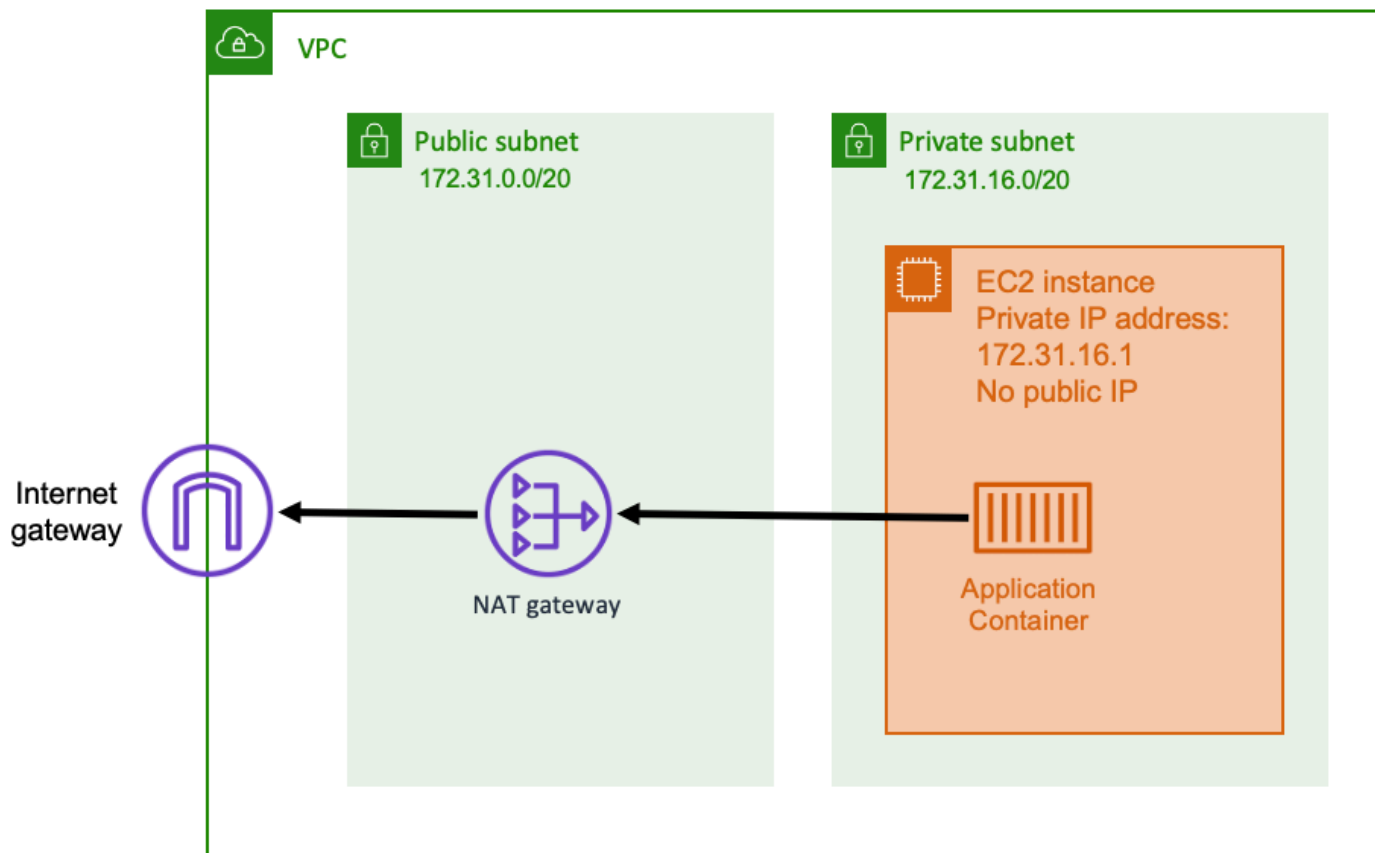 VPC
Public subnet
172.31.0.0/20
Private subnet
172.31.16.0/20
EC2 instance
Private IP address:
172.31.16.1
No public IP
Internet
gateway
NAT gateway
Application
Container